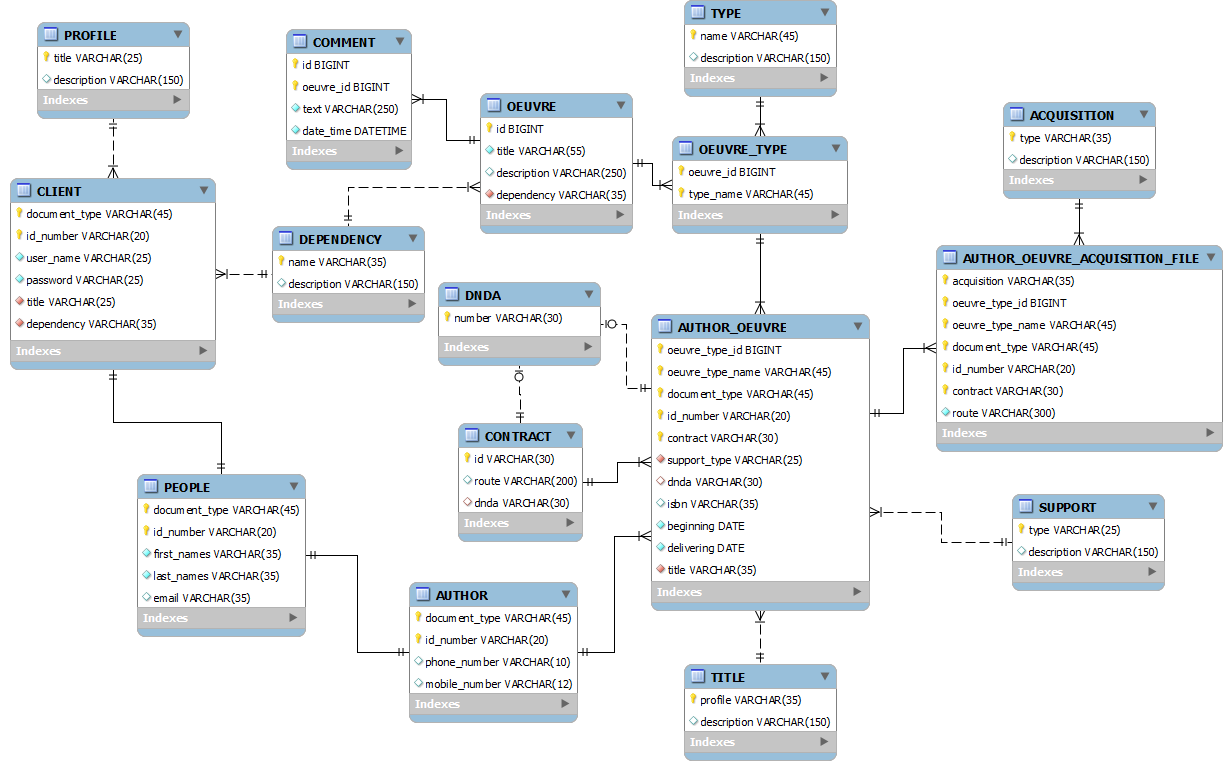 PROFILE
title VARCHAR(25)
description VARCHAR(150)
Indexes
COMMENT
id BIGINT
oeuvre_id BIGINT
text VARCHAR(250)
date_time DATETIME
Indexes
TYPE
name VARCHAR(45)
description VARCHAR(150)
Indexes
OEUVRE
id BIGINT
title VARCHAR(55)
description VARCHAR(250)
dependency VARCHAR(35)
Indexes
OEUVRE_TYPE
oeuvre_id BIGINT
type_name VARCHAR(45)
Indexes
ACQUISITION
type VARCHAR(35)
description VARCHAR(150)
Indexes
CLIENT
document_type VARCHAR(45)
id_number VARCHAR(20)
user_name VARCHAR(25)
password VARCHAR(25)
title VARCHAR(25)
dependency VARCHAR(35)
Indexes
DEPENDENCY
name VARCHAR(35)
description VARCHAR(150)
Indexes
DNDA
number VARCHAR(30)
Indexes
AUTHOR_OEUVRE
oeuvre_type_id BIGINT
oeuvre_type_name VARCHAR(45)
document_type VARCHAR(45)
id_number VARCHAR(20)
contract VARCHAR(30)
support_type VARCHAR(25)
dnda VARCHAR(30)
isbn VARCHAR(35)
beginning DATE
delivering DATE
title VARCHAR(35)
Indexes
AUTHOR_OEUVRE_ACQUISITION_FILE
acquisition VARCHAR(35)
oeuvre_type_id BIGINT
oeuvre_type_name VARCHAR(45)
document_type VARCHAR(45)
id_number VARCHAR(20)
contract VARCHAR(30)
route VARCHAR(300)
Indexes
CONTRACT
id VARCHAR(30)
route VARCHAR(200)
dnda VARCHAR(30)
Indexes
PEOPLE
document_type VARCHAR(45)
id_number VARCHAR(20)
first_names VARCHAR(35)
last_names VARCHAR(35)
email VARCHAR(35)
Indexes
SUPPORT
type VARCHAR(25)
description VARCHAR(150)
Indexes
AUTHOR
document_type VARCHAR(45)
id_number VARCHAR(20)
phone_number VARCHAR(10)
mobile_number VARCHAR(12)
Indexes
TITLE
profile VARCHAR(35)
description VARCHAR(150)
Indexes